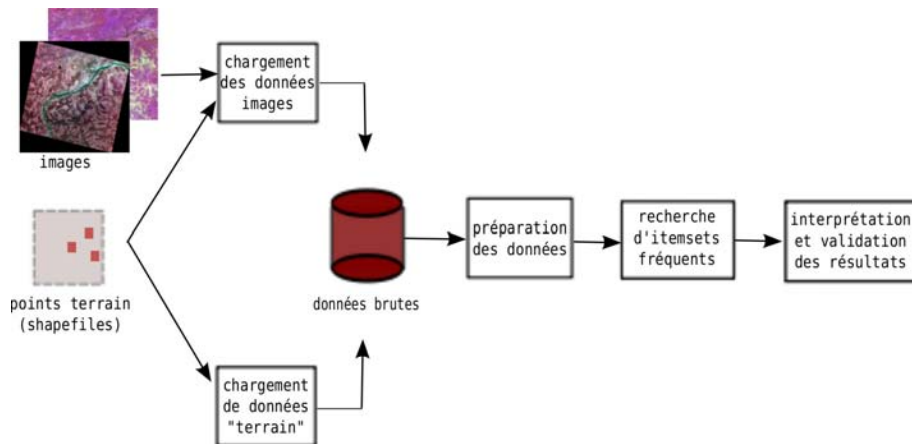 chargement
des données
images
images
points terrain
(shapefiles)
données brutes
préparation
des données
recherche
d'itemsets
fréquents
interprétation
et validation
des résultats
chargement
de données
"terrain"